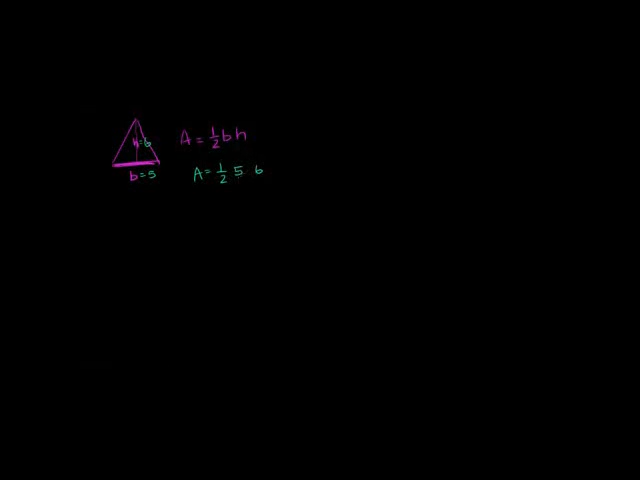 h=6
A = 1/2 b h
b=5
A = 1/2 5 6